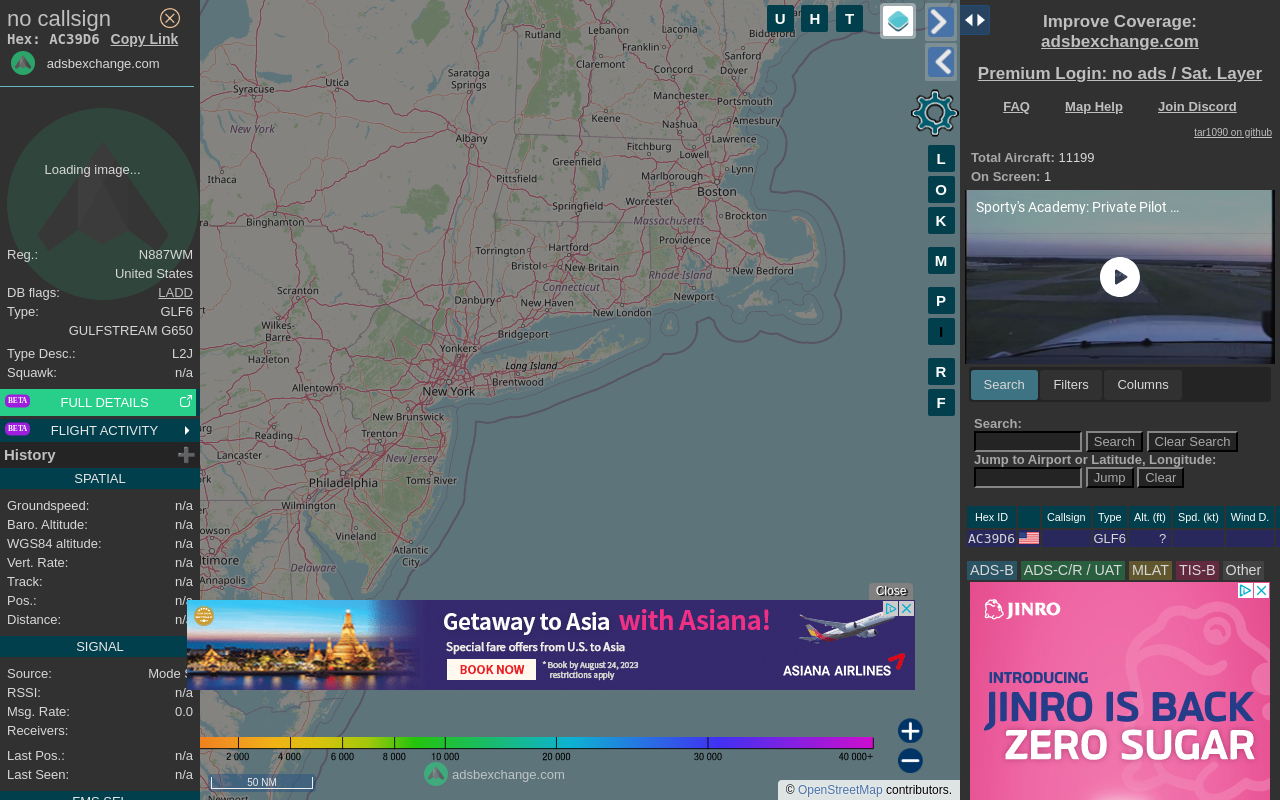 no callsign
Hex: AC39D6 Copy Link
adsbexchange.com
Loading image...
Reg.: N887WM
United States
DB flags: LADD
Type: GLF6
GULFSTREAM G650
Type Desc.: L2J
Squawk: n/a
BETA FULL DETAILS
BETA FLIGHT ACTIVITY
History
SPATIAL
Groundspeed: n/a
Baro. Altitude: n/a
WGS84 altitude: n/a
Vert. Rate: n/a
Track: n/a
Pos.: n/a
Distance: n/a
SIGNAL
Source: Mode S
RSSI: n/a
Msg. Rate: 0.0
Receivers:
Last Pos.: n/a
Last Seen: n/a
FMS SEL
U H T
L
O
K
M
P
I
R
F
Rutland
Lebanon
Laconia
Biddeford
Franklin
Claremont
Sanford
Concord
Dover
Saratoga
Springs
Utica
Syracuse
Manchester
Portsmouth
Keene
Nashua
Amesbury
New York
Albany
Lawrence
Fitchburg
Lowell
Greenfield
Lynn
Ithaca
Pittsfield
Marlborough
Boston
Worcester
Springfield
Binghamton
Massachusetts
Brockton
Providence
Torrington
Hartford
Bristol
New Britain
New Bedford
Rhode Island
Connecticut
Scranton
Danbury
New Haven
Newport
New London
Wilkes-
Barre
Bridgeport
Hazleton
Yonkers
Long Island
Brentwood
Allentown
New York
New Brunswick
Reading
Trenton
Lancaster
New Jersey
Philadelphia
Toms River
Wilmington
Vineland
Atlantic
City
Annapolis
Delaware
Newport
Close
Getaway to Asia with Asiana!
Special fare offers from U.S. to Asia
BOOK NOW
* Book by August 24, 2023
restrictions apply
ASIANA AIRLINES
2 000 4 000 6 000 8 000 10 000 20 000 30 000 40 000+
adsbexchange.com
50 NM
© OpenStreetMap contributors.
Improve Coverage:
adsbexchange.com
Premium Login: no ads / Sat. Layer
FAQ Map Help Join Discord
tar1090 on github
Total Aircraft: 11199
On Screen: 1
Sporty's Academy: Private Pilot ...
Search Filters Columns
Search:
Search Clear Search
Jump to Airport or Latitude, Longitude:
Jump Clear
Hex ID Callsign Type Alt. (ft) Spd. (kt) Wind D.
AC39D6 GLF6 ?
ADS-B ADS-C/R / UAT MLAT TIS-B Other
JINRO
INTRODUCING
JINRO IS BACK
ZERO SUGAR